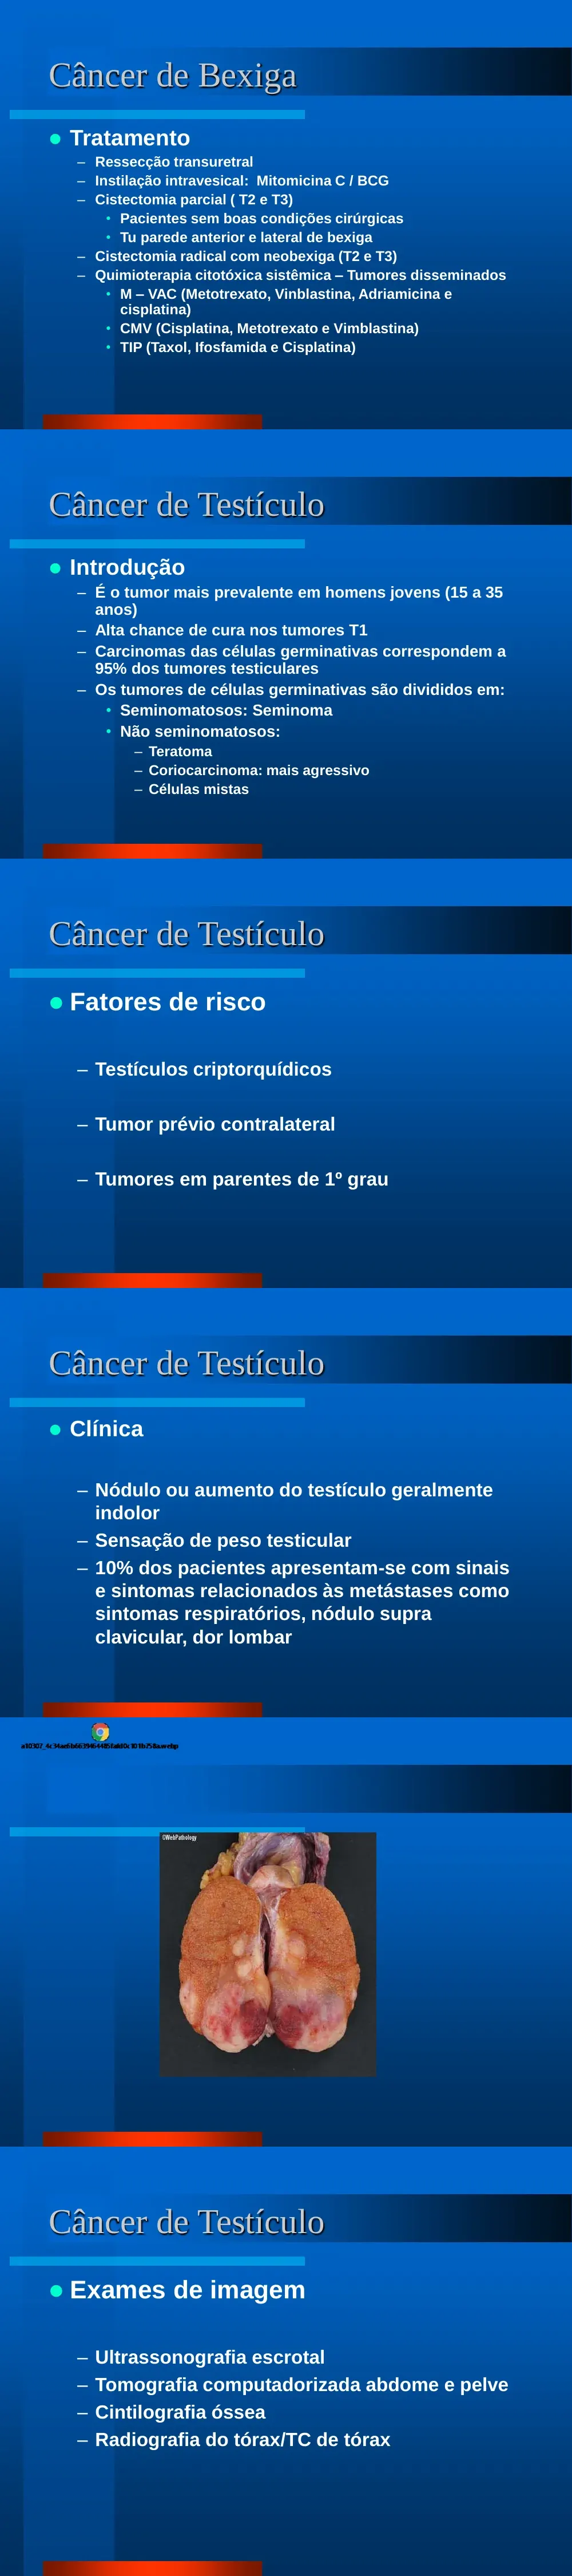 Câncer de Bexiga
● Tratamento
– Ressecção transuretral
– Instilação intravesical:  Mitomicina C / BCG
– Cistectomia parcial ( T2 e T3)
• Pacientes sem boas condições cirúrgicas
• Tu parede anterior e lateral de bexiga
– Cistectomia radical com neobexiga (T2 e T3)
– Quimioterapia citotóxica sistêmica – Tumores disseminados
• M – VAC (Metotrexato, Vinblastina, Adriamicina e
cisplatina)
• CMV (Cisplatina, Metotrexato e Vimblastina)
• TIP (Taxol, Ifosfamida e Cisplatina)
Câncer de Testículo
● Introdução
– É o tumor mais prevalente em homens jovens (15 a 35
anos)
– Alta chance de cura nos tumores T1
– Carcinomas das células germinativas correspondem a
95% dos tumores testiculares
– Os tumores de células germinativas são divididos em:
• Seminomatosos: Seminoma
• Não seminomatosos:
– Teratoma
– Coriocarcinoma: mais agressivo
– Células mistas
Câncer de Testículo
● Fatores de risco
– Testículos criptorquídicos
– Tumor prévio contralateral
– Tumores em parentes de 1º grau
Câncer de Testículo
● Clínica
– Nódulo ou aumento do testículo geralmente
indolor
– Sensação de peso testicular
– 10% dos pacientes apresentam-se com sinais
e sintomas relacionados às metástases como
sintomas respiratórios, nódulo supra
clavicular, dor lombar
©WebPathology
Câncer de Testículo
● Exames de imagem
– Ultrassonografia escrotal
– Tomografia computadorizada abdome e pelve
– Cintilografia óssea
– Radiografia do tórax/TC de tórax